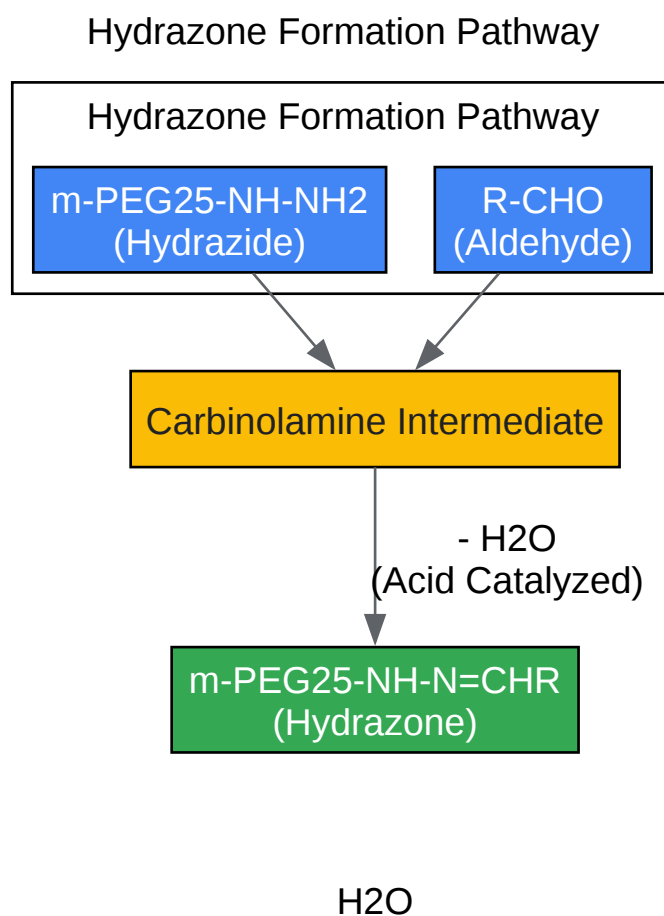 Hydrazone Formation Pathway
Hydrazone Formation Pathway
m-PEG25-NH-NH2
(Hydrazide)
R-CHO
(Aldehyde)
Carbinolamine Intermediate
- H2O
(Acid Catalyzed)
m-PEG25-NH-N=CHR
(Hydrazone)
H2O